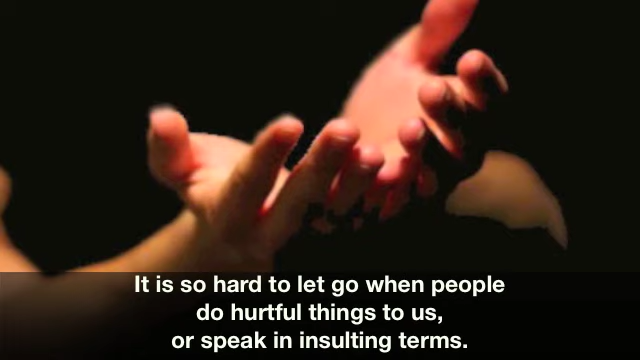 It is so hard to let go when people
do hurtful things to us,
or speak in insulting terms.